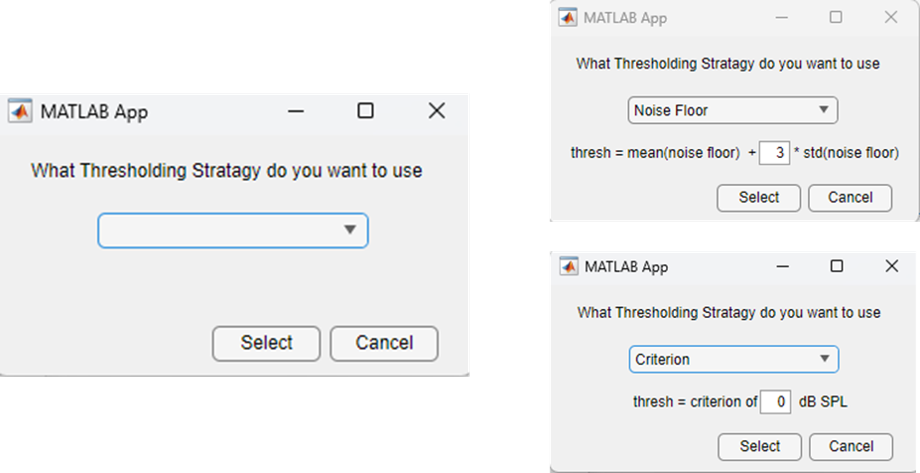 MATLAB App
What Thresholding Stratagy do you want to use
Select Cancel
MATLAB App
What Thresholding Stratagy do you want to use
Noise Floor
thresh = mean(noise floor) + 3 * std(noise floor)
Select Cancel
MATLAB App
What Thresholding Stratagy do you want to use
Criterion
thresh = criterion of 0 dB SPL
Select Cancel